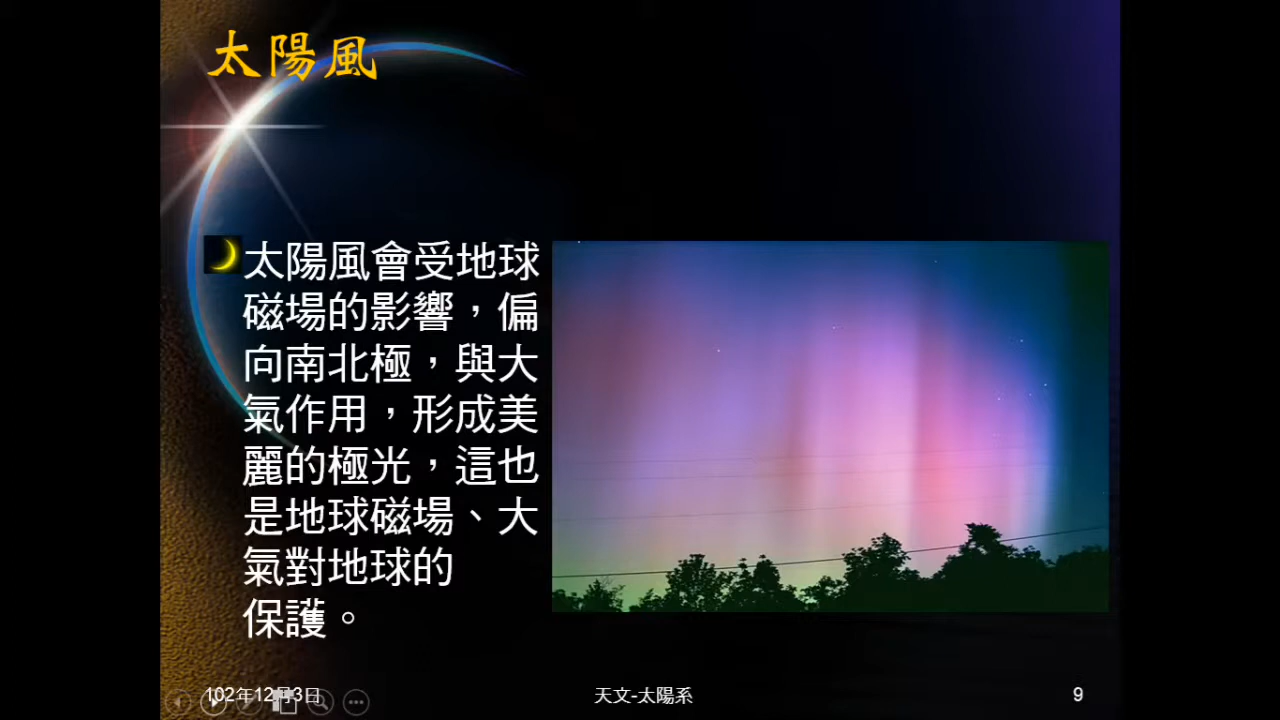 太陽風
太陽風會受地球
磁場的影響，偏
向南北極，與大
氣作用，形成美
麗的極光，這也
是地球磁場、大
氣對地球的
保護。
102年12月3日
天文-太陽系
9